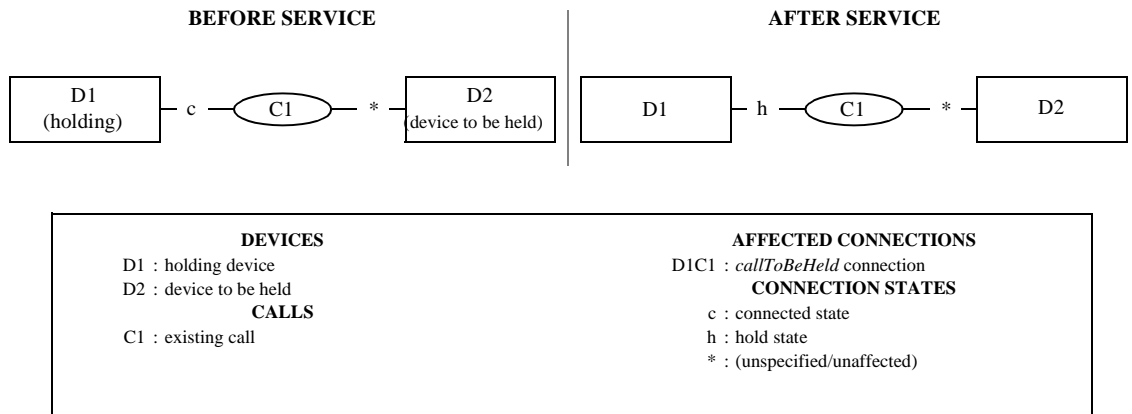 BEFORE SERVICE
AFTER SERVICE
D1
(holding)
c
C1
*
D2
(device to be held)
D1
h
C1
*
D2
DEVICES
D1 : holding device
D2 : device to be held
CALLS
C1 : existing call
AFFECTED CONNECTIONS
D1C1 : callToBeHeld connection
CONNECTION STATES
c : connected state
h : hold state
* : (unspecified/unaffected)